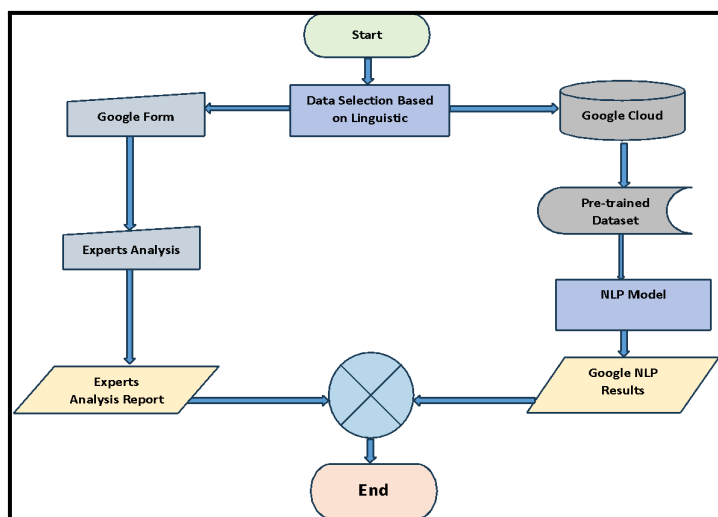 Start
Data Selection Based
on Linguistic
Google Form
Google Cloud
Pre-trained
Dataset
Experts Analysis
NLP Model
Experts
Analysis Report
Google NLP
Results
End